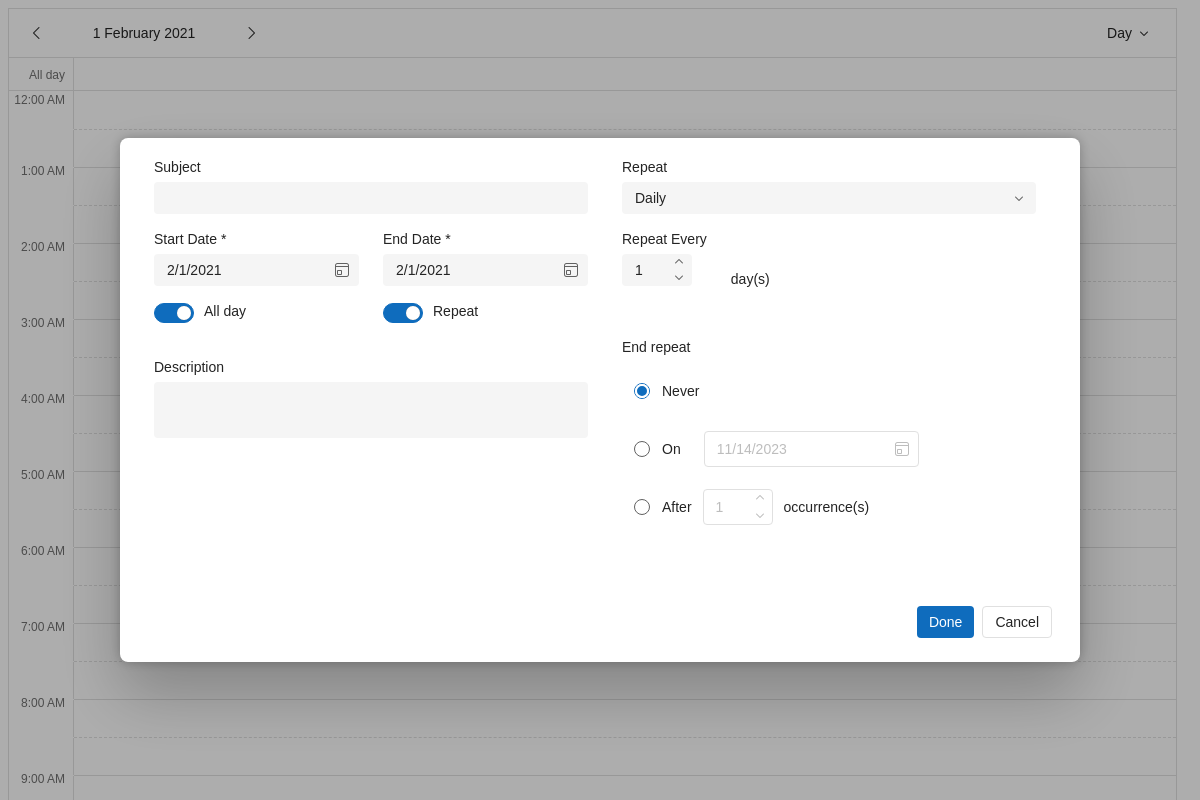 1 February 2021
Day
All day
12:00 AM
1:00 AM
2:00 AM
3:00 AM
4:00 AM
5:00 AM
6:00 AM
7:00 AM
8:00 AM
9:00 AM
Subject
Start Date *
End Date *
2/1/2021
2/1/2021
All day
Repeat
Description
Repeat
Daily
Repeat Every
1
day(s)
End repeat
Never
On
11/14/2023
After
1
occurrence(s)
Done
Cancel